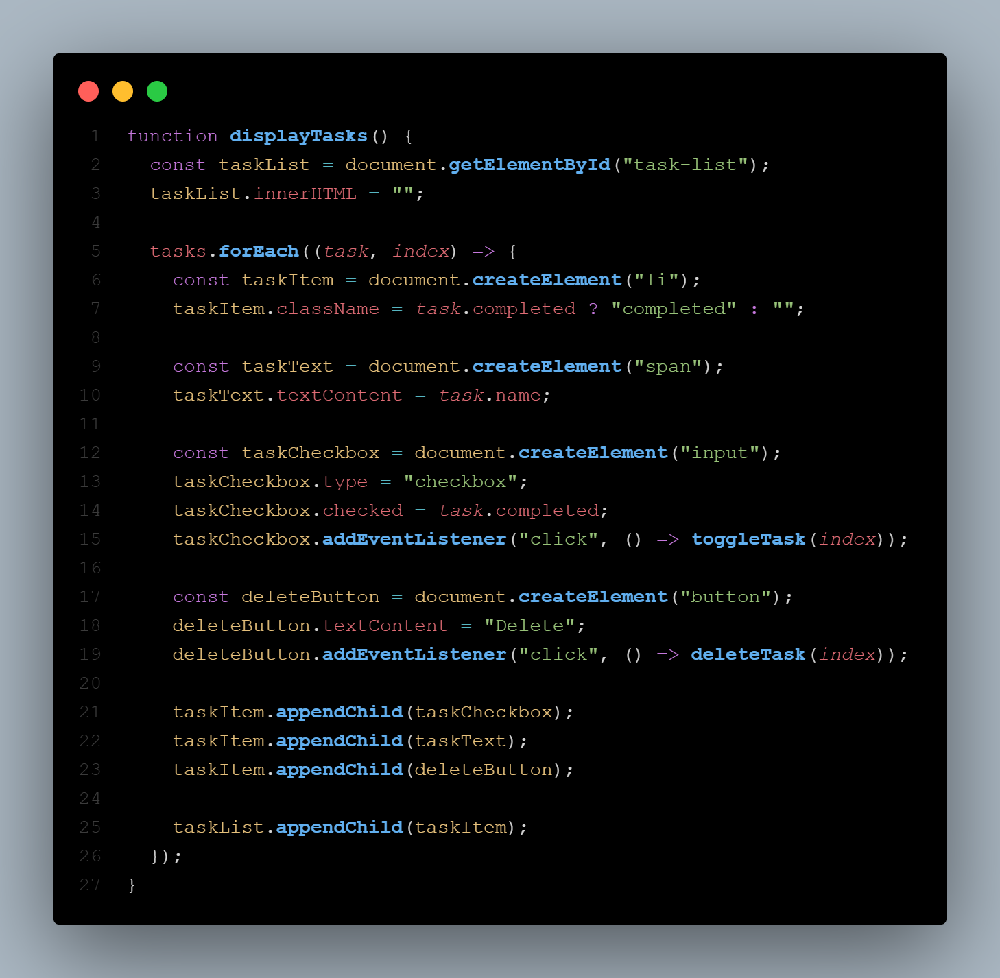 1 function displayTasks() {
2   const taskList = document.getElementById("task-list");
3   taskList.innerHTML = "";
4
5   tasks.forEach((task, index) => {
6     const taskItem = document.createElement("li");
7     taskItem.className = task.completed ? "completed" : "";
8
9     const taskText = document.createElement("span");
10     taskText.textContent = task.name;
11
12     const taskCheckbox = document.createElement("input");
13     taskCheckbox.type = "checkbox";
14     taskCheckbox.checked = task.completed;
15     taskCheckbox.addEventListener("click", () => toggleTask(index));
16
17     const deleteButton = document.createElement("button");
18     deleteButton.textContent = "Delete";
19     deleteButton.addEventListener("click", () => deleteTask(index));
20
21     taskItem.appendChild(taskCheckbox);
22     taskItem.appendChild(taskText);
23     taskItem.appendChild(deleteButton);
24
25     taskList.appendChild(taskItem);
26   });
27 }